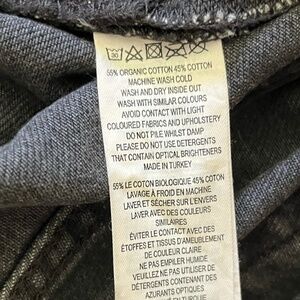 30
55% ORGANIC COTTON 45% COTTON
MACHINE WASH COLD
WASH AND DRY INSIDE OUT
WASH WITH SIMILAR COLOURS
AVOID CONTACT WITH LIGHT
COLOURED FABRICS AND UPHOLSTERY
DO NOT PILE WHILST DAMP
PLEASE DO NOT USE DETERGENTS
THAT CONTAIN OPTICAL BRIGHTENERS
MADE IN TURKEY
55% LE COTON BIOLOGIQUE 45% COTON
LAVAGE À FROID EN MACHINE
LAVER ET SÉCHER SUR L'ENVERS
LAVER AVEC DES COULEURS
SIMILAIRES
ÉVITER LE CONTACT AVEC DES
ÉTOFFES ET TISSUS D'AMEUBLEMENT
DE COULEUR CLAIRE
NE PAS EMPILER HUMIDE
VEUILLEZ NE PAS UTILISER DE
DÉTERGENTS CONTENANT DES
AZURANTS OPTIQUES
EN TURQUIE